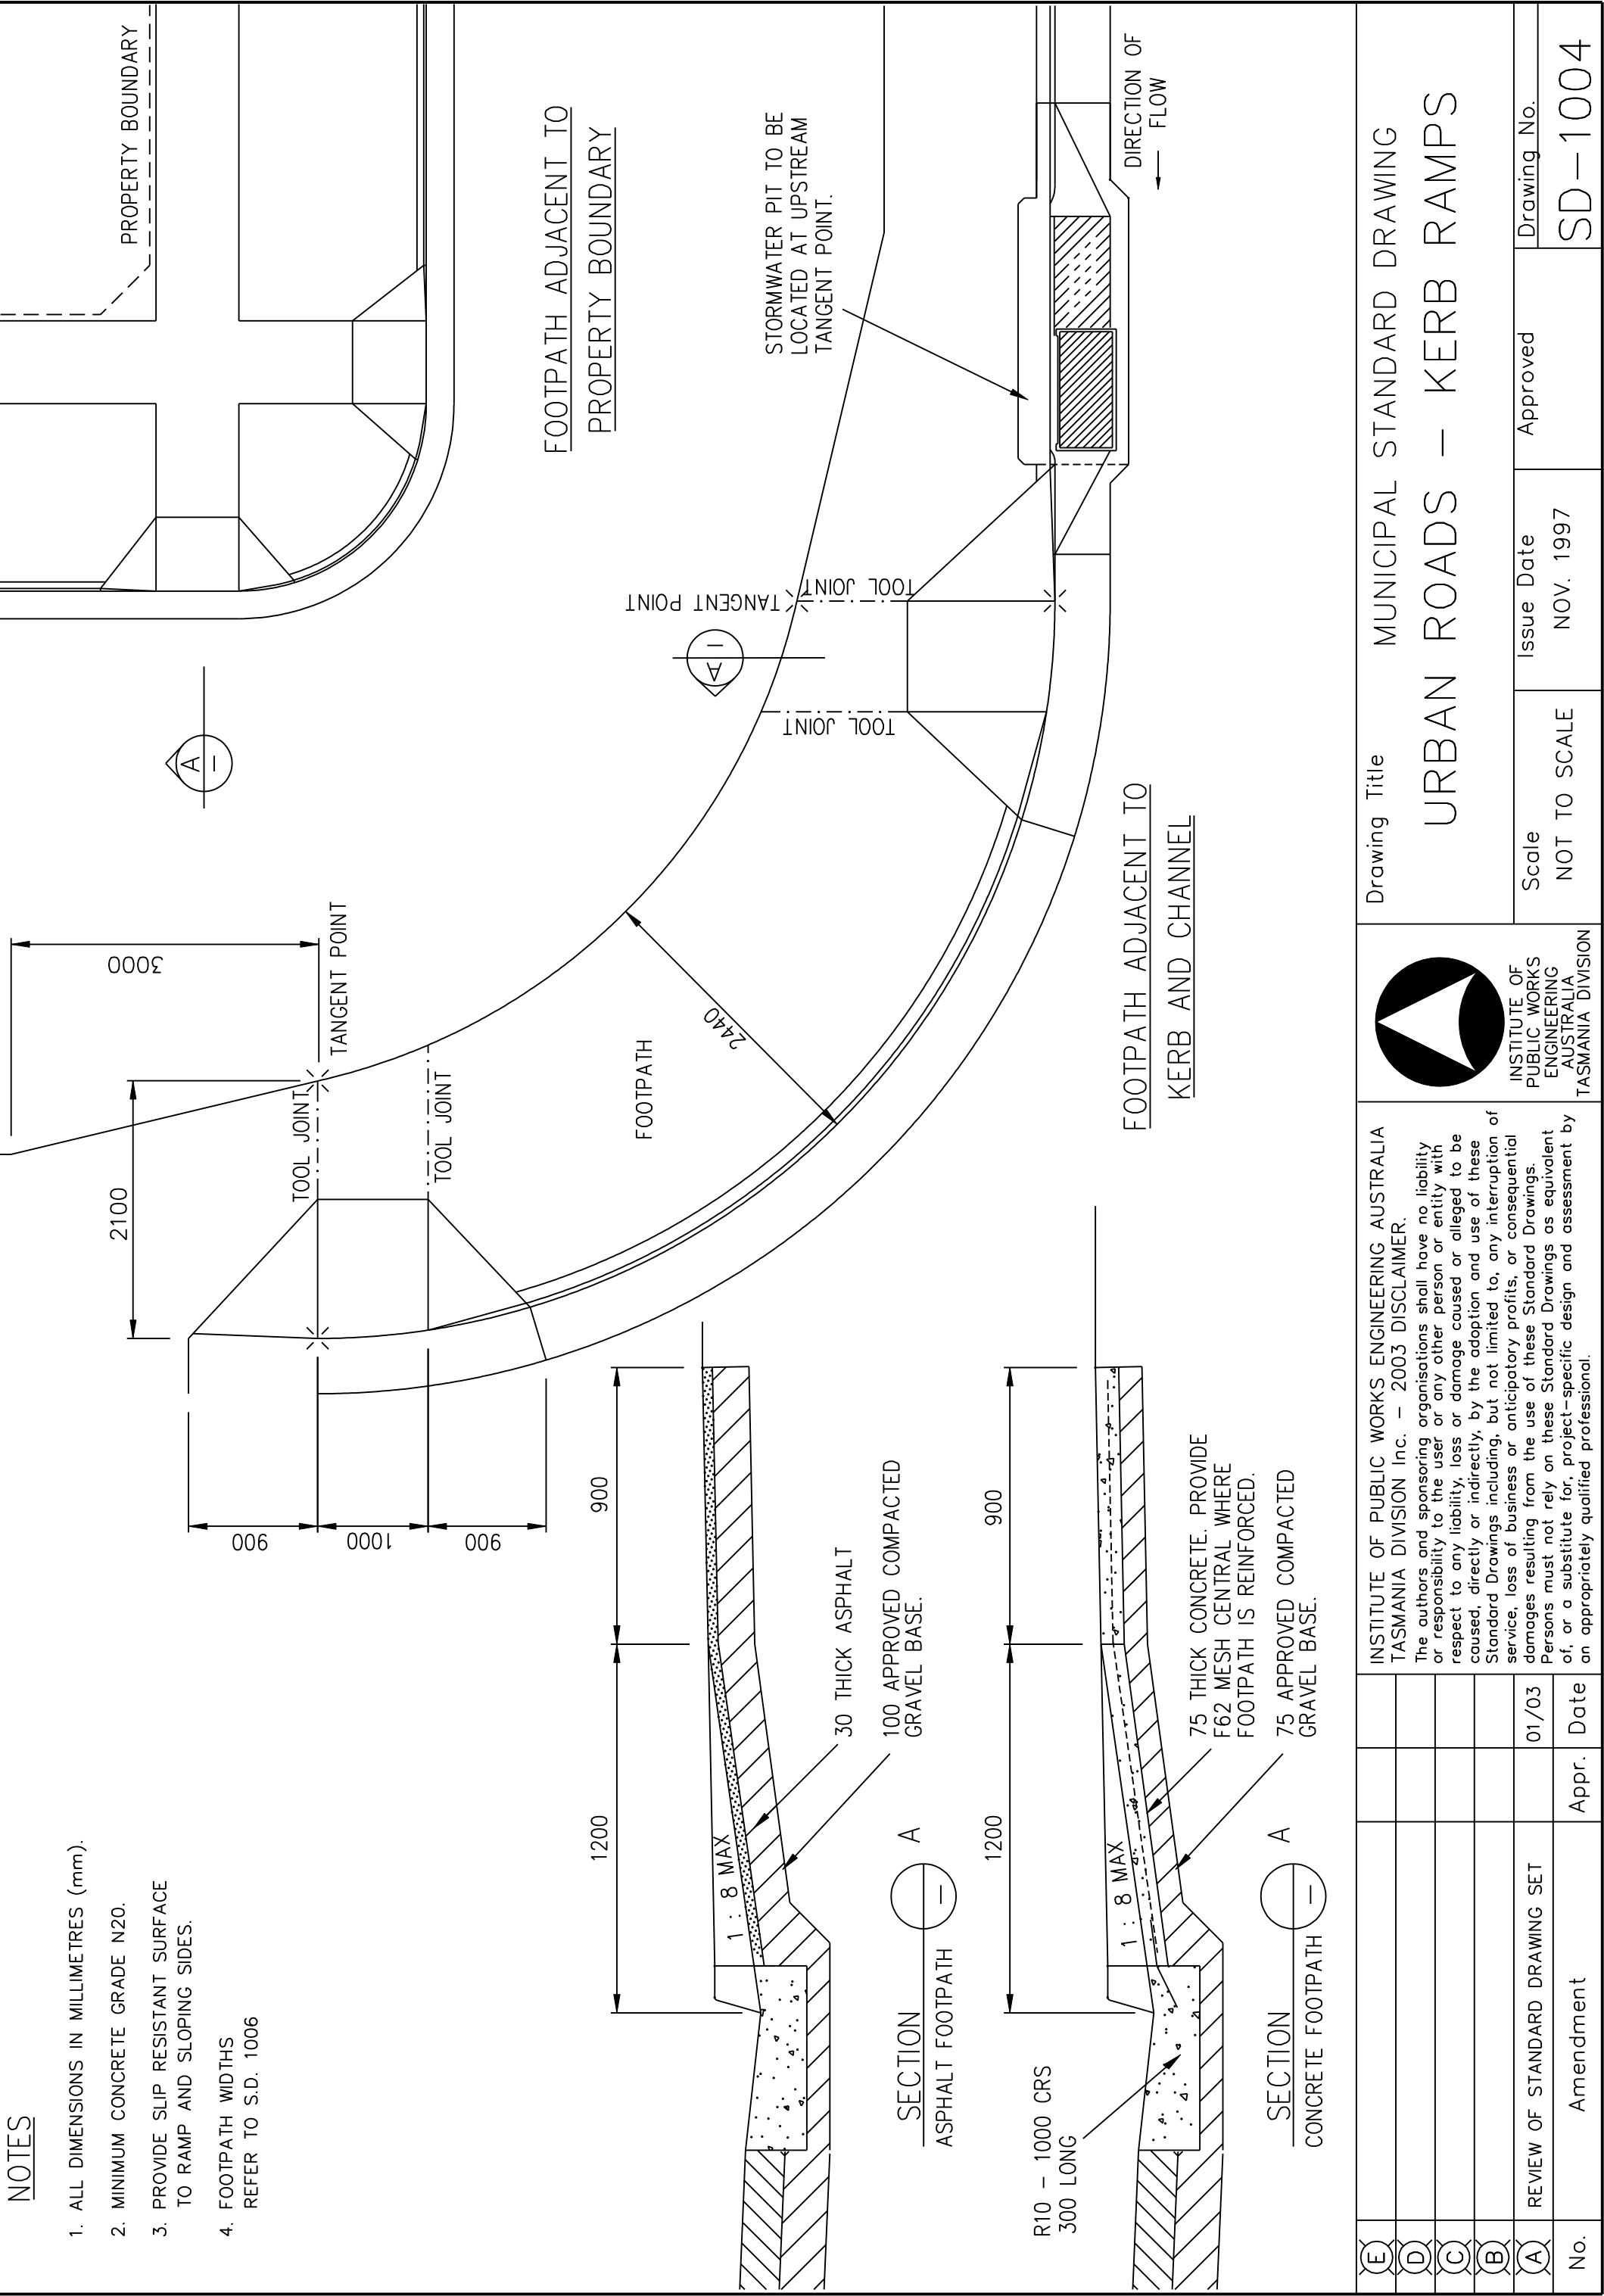 NOTES
1. ALL DIMENSIONS IN MILLIMETRES (mm).
2. MINIMUM CONCRETE GRADE N20.
3. PROVIDE SLIP RESISTANT SURFACE
TO RAMP AND SLOPING SIDES.
4. FOOTPATH WIDTHS
REFER TO S.D. 1006
900
1000
900
2100
3000
TOOL JOINT
TANGENT POINT
TOOL JOINT
FOOTPATH
2440
A
–
PROPERTY BOUNDARY
FOOTPATH ADJACENT TO
PROPERTY BOUNDARY
TANGENT POINT
TOOL JOINT
A
–
TOOL JOINT
STORMWATER PIT TO BE
LOCATED AT UPSTREAM
TANGENT POINT.
DIRECTION OF
FLOW
FOOTPATH ADJACENT TO
KERB AND CHANNEL
1200
900
1 : 8 MAX
30 THICK ASPHALT
100 APPROVED COMPACTED
GRAVEL BASE.
SECTION
A
–
ASPHALT FOOTPATH
1200
900
1 : 8 MAX
R10 – 1000 CRS
300 LONG
75 THICK CONCRETE. PROVIDE
F62 MESH CENTRAL WHERE
FOOTPATH IS REINFORCED.
75 APPROVED COMPACTED
GRAVEL BASE.
SECTION
A
–
CONCRETE FOOTPATH
E
D
C
B
A
REVIEW OF STANDARD DRAWING SET
01/03
No.
Amendment
Appr.
Date
INSTITUTE OF PUBLIC WORKS ENGINEERING AUSTRALIA
TASMANIA DIVISION Inc. – 2003 DISCLAIMER.
The authors and sponsoring organisations shall have no liability
or responsibility to the user or any other person or entity with
respect to any liability, loss or damage caused or alleged to be
caused, directly or indirectly, by the adoption and use of these
Standard Drawings including, but not limited to, any interruption of
service, loss of business or anticipatory profits, or consequential
damages resulting from the use of these Standard Drawings.
Persons must not rely on these Standard Drawings as equivalent
of, or a substitute for, project–specific design and assessment by
an appropriately qualified professional.
INSTITUTE OF
PUBLIC WORKS
ENGINEERING
AUSTRALIA
TASMANIA DIVISION
Drawing Title
MUNICIPAL STANDARD DRAWING
URBAN ROADS – KERB RAMPS
Scale
NOT TO SCALE
Issue Date
NOV. 1997
Approved
Drawing No.
SD–1004